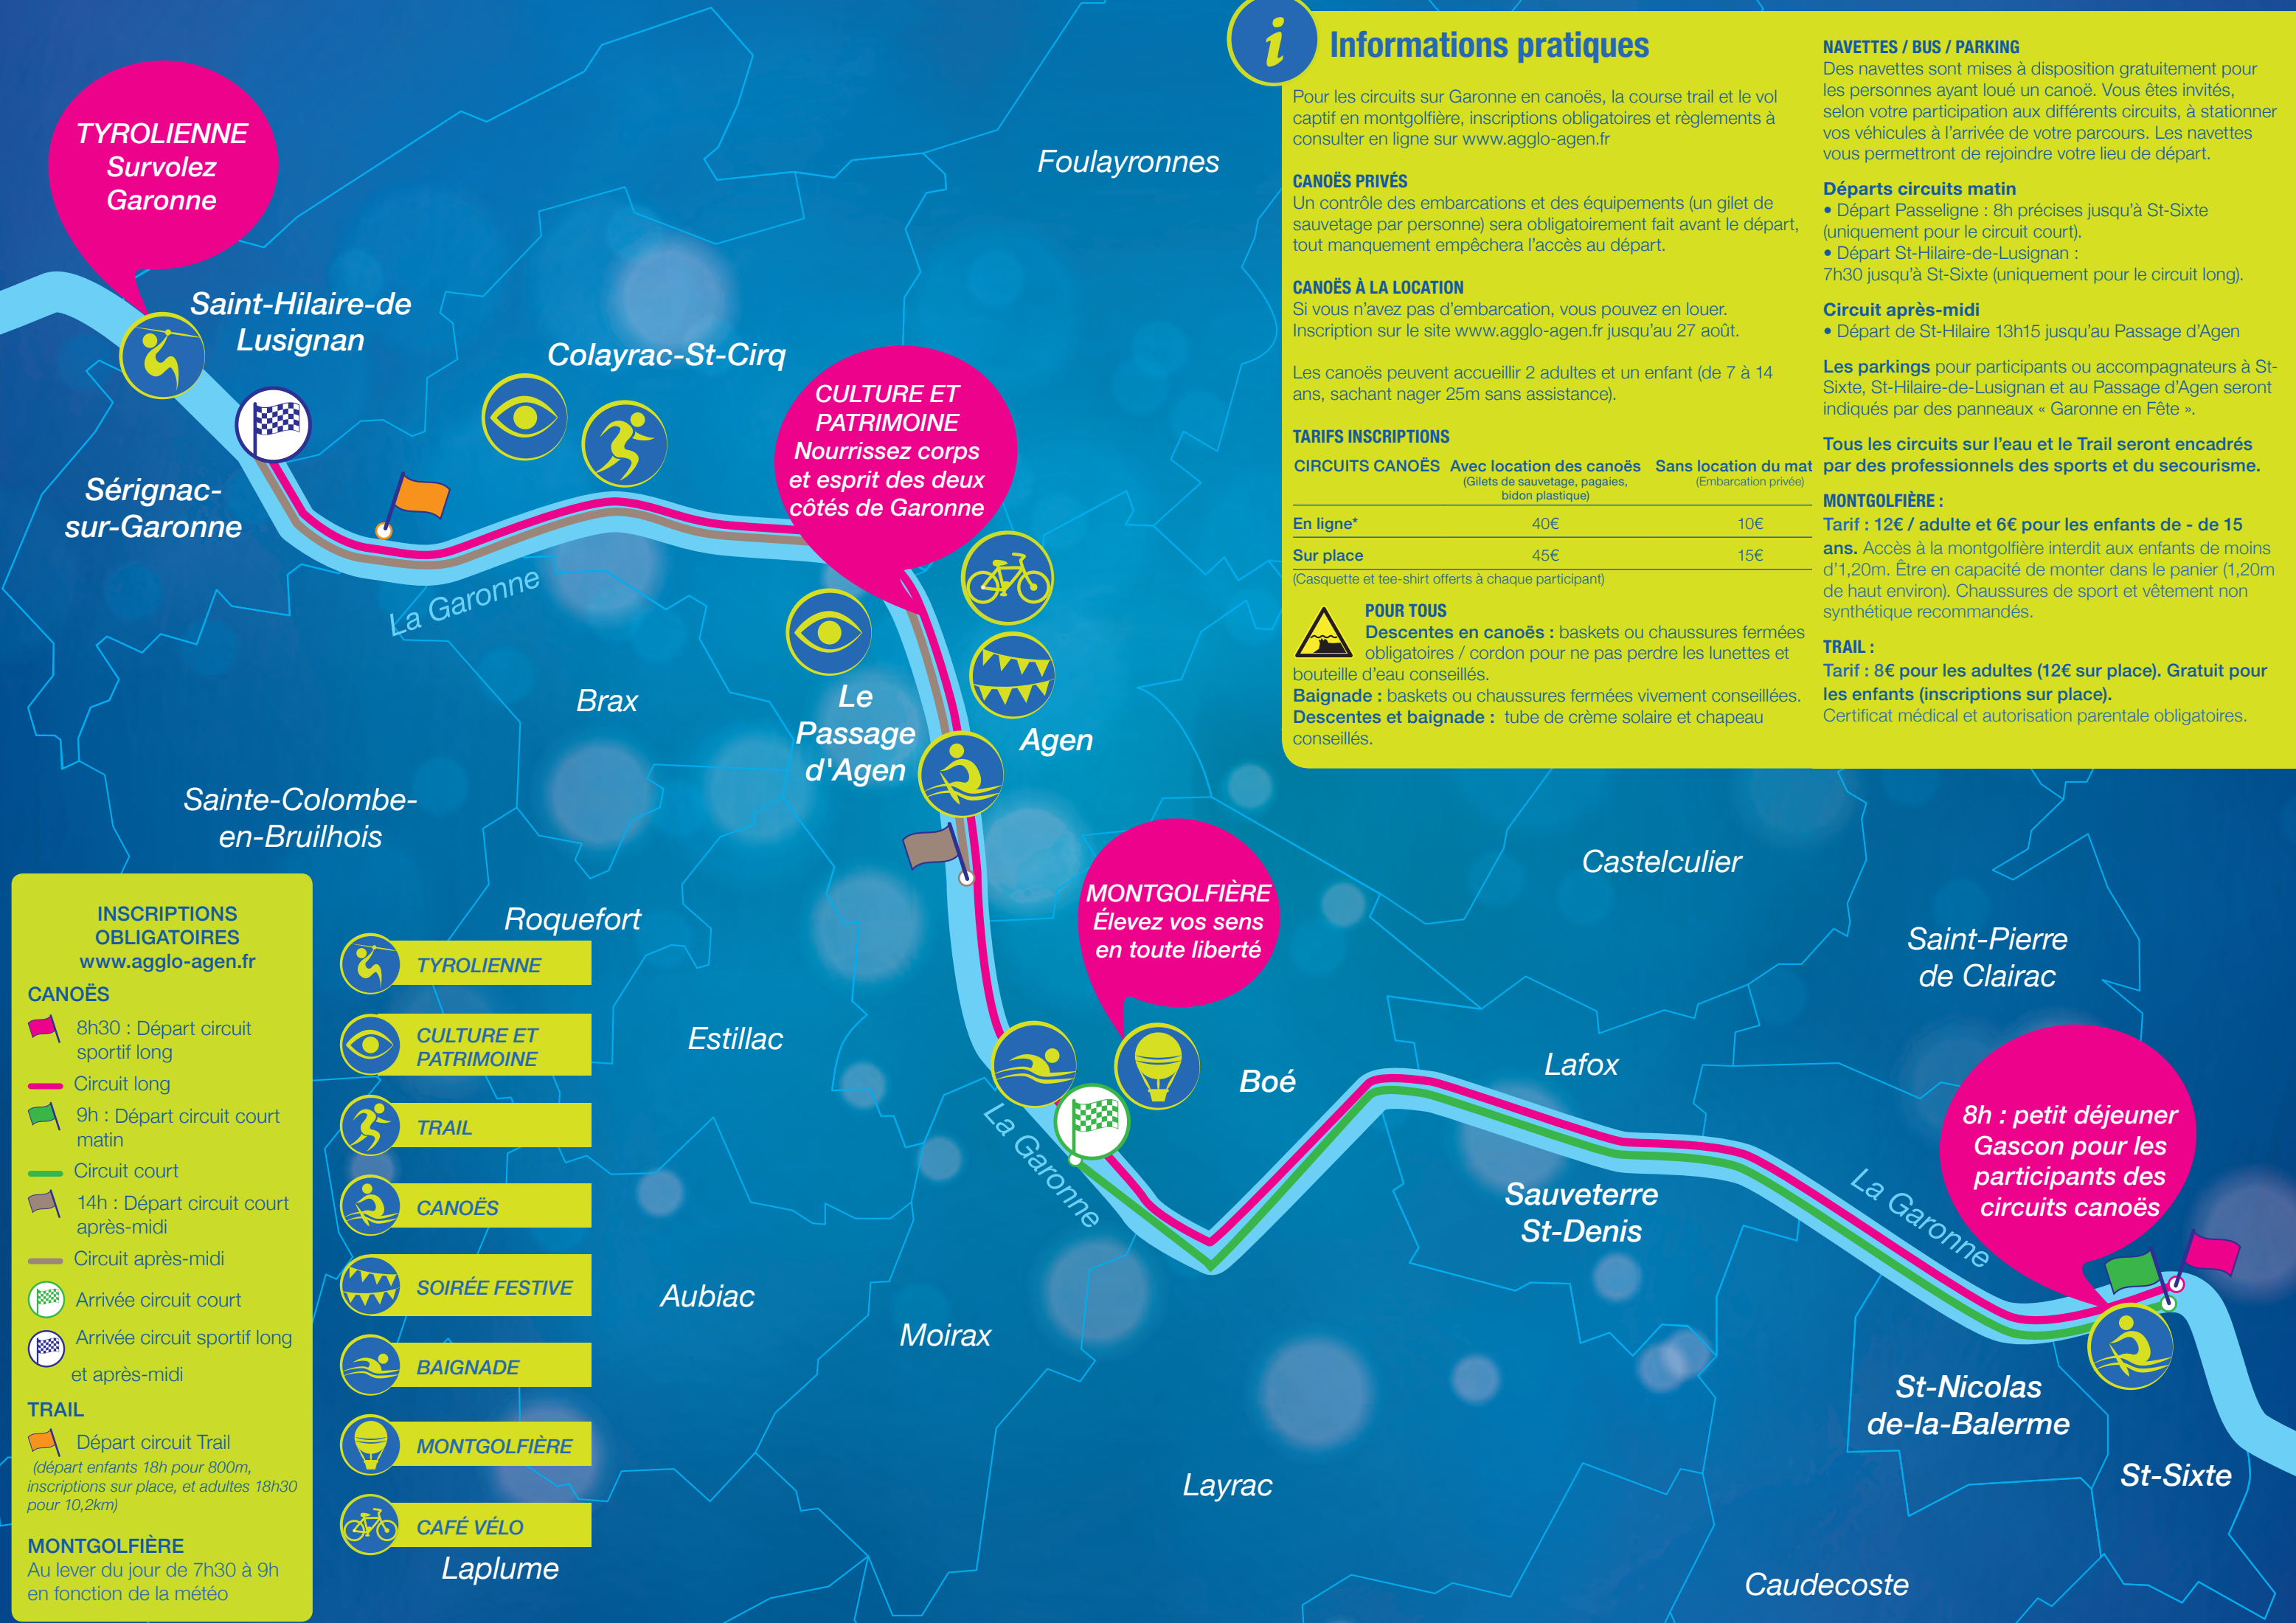 TYROLIENNE
Survolez
Garonne
Saint-Hilaire-de
Lusignan
Colayrac-St-Cirq
Foulayronnes
CULTURE ET
PATRIMOINE
Nourrissez corps
et esprit des deux
côtés de Garonne
Sérignac-
sur-Garonne
La Garonne
Brax
Le
Passage
d'Agen
Agen
Sainte-Colombe-
en-Bruilhois
Roquefort
MONTGOLFIÈRE
Élevez vos sens
en toute liberté
Castelculier
Saint-Pierre
de Clairac
Estillac
Boé
Lafox
La Garonne
8h : petit déjeuner
Gascon pour les
participants des
circuits canoës
La Garonne
Sauveterre
St-Denis
Aubiac
Moirax
St-Nicolas
de-la-Balerme
St-Sixte
Layrac
Laplume
Caudecoste
i
Informations pratiques
Pour les circuits sur Garonne en canoës, la course trail et le vol
captif en montgolfière, inscriptions obligatoires et règlements à
consulter en ligne sur www.agglo-agen.fr
CANOËS PRIVÉS
Un contrôle des embarcations et des équipements (un gilet de
sauvetage par personne) sera obligatoirement fait avant le départ,
tout manquement empêchera l'accès au départ.
CANOËS À LA LOCATION
Si vous n'avez pas d'embarcation, vous pouvez en louer.
Inscription sur le site www.agglo-agen.fr jusqu'au 27 août.
Les canoës peuvent accueillir 2 adultes et un enfant (de 7 à 14
ans, sachant nager 25m sans assistance).
TARIFS INSCRIPTIONS
CIRCUITS CANOËS Avec location des canoës Sans location du mat
(Gilets de sauvetage, pagaies, (Embarcation privée)
bidon plastique)
En ligne* 40€ 10€
Sur place 45€ 15€
(Casquette et tee-shirt offerts à chaque participant)
POUR TOUS
Descentes en canoës : baskets ou chaussures fermées
obligatoires / cordon pour ne pas perdre les lunettes et
bouteille d'eau conseillés.
Baignade : baskets ou chaussures fermées vivement conseillées.
Descentes et baignade : tube de crème solaire et chapeau
conseillés.
NAVETTES / BUS / PARKING
Des navettes sont mises à disposition gratuitement pour
les personnes ayant loué un canoë. Vous êtes invités,
selon votre participation aux différents circuits, à stationner
vos véhicules à l'arrivée de votre parcours. Les navettes
vous permettront de rejoindre votre lieu de départ.
Départs circuits matin
• Départ Passeligne : 8h précises jusqu'à St-Sixte
(uniquement pour le circuit court).
• Départ St-Hilaire-de-Lusignan :
7h30 jusqu'à St-Sixte (uniquement pour le circuit long).
Circuit après-midi
• Départ de St-Hilaire 13h15 jusqu'au Passage d'Agen
Les parkings pour participants ou accompagnateurs à St-
Sixte, St-Hilaire-de-Lusignan et au Passage d'Agen seront
indiqués par des panneaux « Garonne en Fête ».
Tous les circuits sur l'eau et le Trail seront encadrés
par des professionnels des sports et du secourisme.
MONTGOLFIÈRE :
Tarif : 12€ / adulte et 6€ pour les enfants de - de 15
ans. Accès à la montgolfière interdit aux enfants de moins
d'1,20m. Être en capacité de monter dans le panier (1,20m
de haut environ). Chaussures de sport et vêtement non
synthétique recommandés.
TRAIL :
Tarif : 8€ pour les adultes (12€ sur place). Gratuit pour
les enfants (inscriptions sur place).
Certificat médical et autorisation parentale obligatoires.
INSCRIPTIONS
OBLIGATOIRES
www.agglo-agen.fr
CANOËS
8h30 : Départ circuit
sportif long
Circuit long
9h : Départ circuit court
matin
Circuit court
14h : Départ circuit court
après-midi
Circuit après-midi
Arrivée circuit court
Arrivée circuit sportif long
et après-midi
TRAIL
Départ circuit Trail
(départ enfants 18h pour 800m,
inscriptions sur place, et adultes 18h30
pour 10,2km)
MONTGOLFIÈRE
Au lever du jour de 7h30 à 9h
en fonction de la météo
TYROLIENNE
CULTURE ET
PATRIMOINE
TRAIL
CANOËS
SOIRÉE FESTIVE
BAIGNADE
MONTGOLFIÈRE
CAFÉ VÉLO